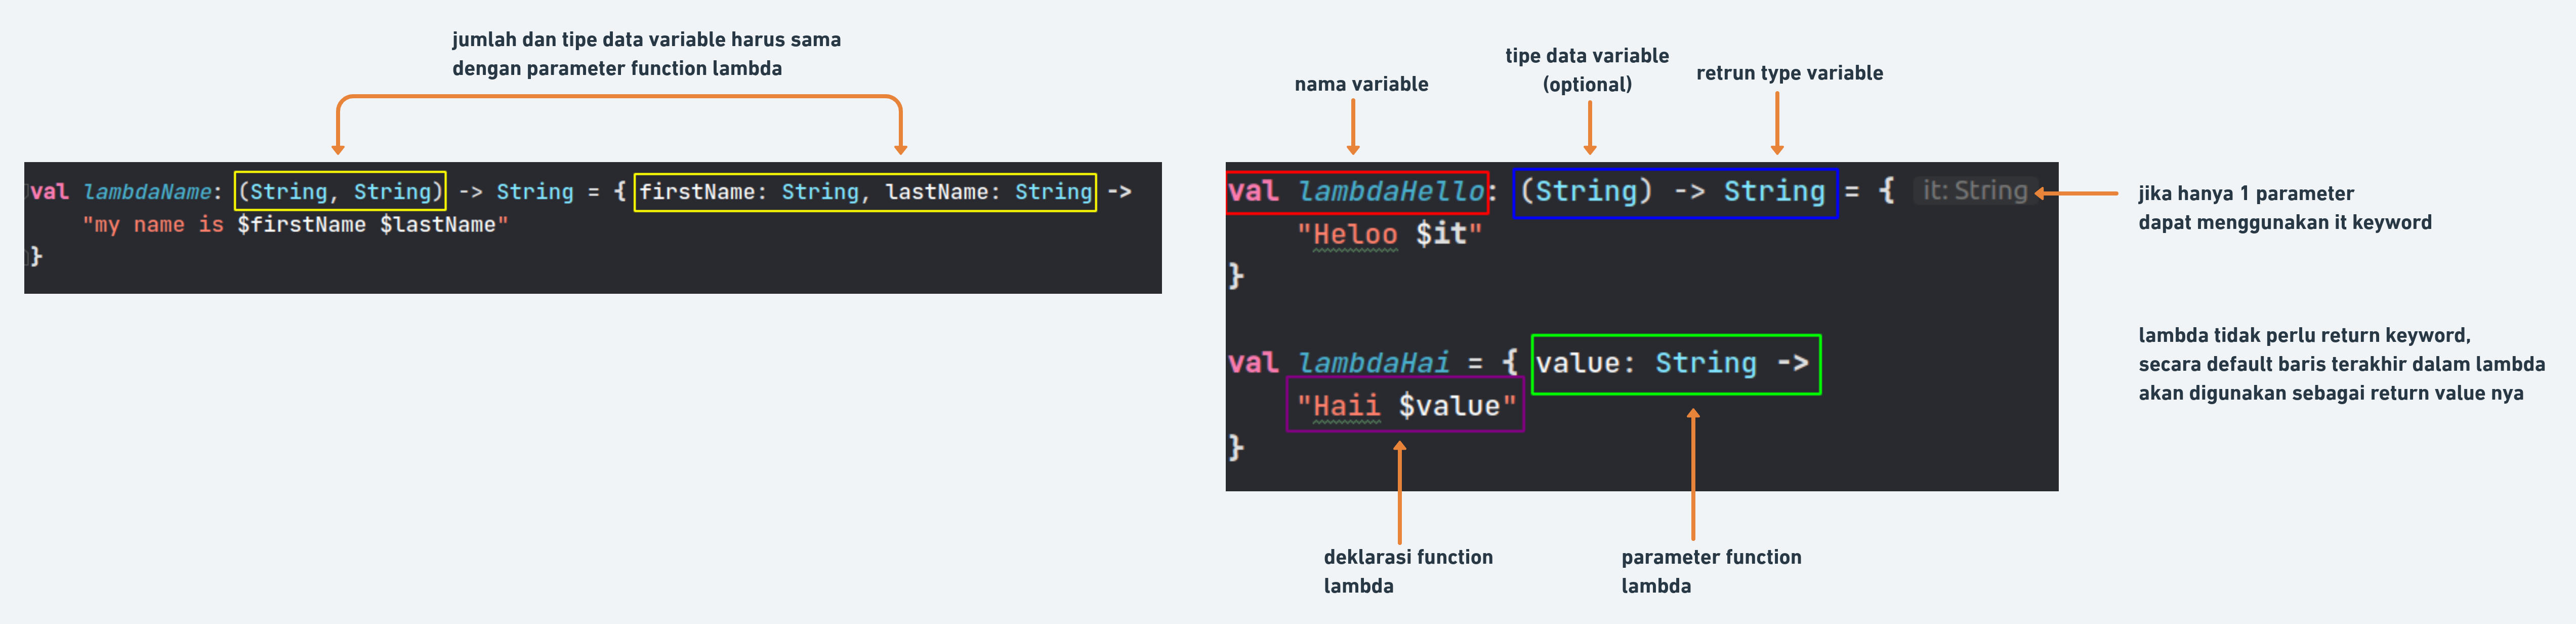 jumlah dan tipe data variable harus sama
dengan parameter function lambda
val lambdaName: (String, String) -> String = { firstName: String, lastName: String ->
"my name is $firstName $lastName"
}
nama variable
tipe data variable
(optional)
retrun type variable
val lambdaHello: (String) -> String = { it: String
"Heloo $it"
}
val lambdaHai = { value: String ->
"Haii $value"
}
jika hanya 1 parameter
dapat menggunakan it keyword
lambda tidak perlu return keyword,
secara default baris terakhir dalam lambda
akan digunakan sebagai return value nya
deklarasi function
lambda
parameter function
lambda